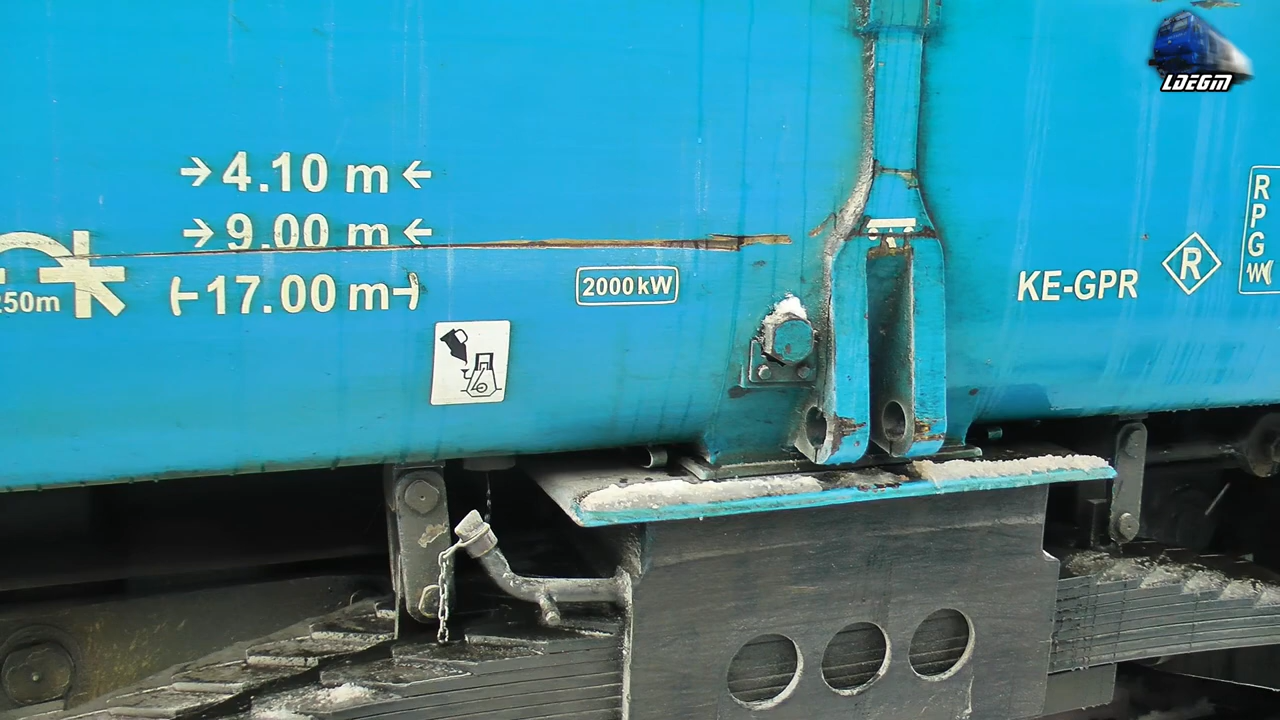 LDEGM
4.10 m
9.00 m
17.00 m
250m
2000kW
KE-GPR
R
R
P
G